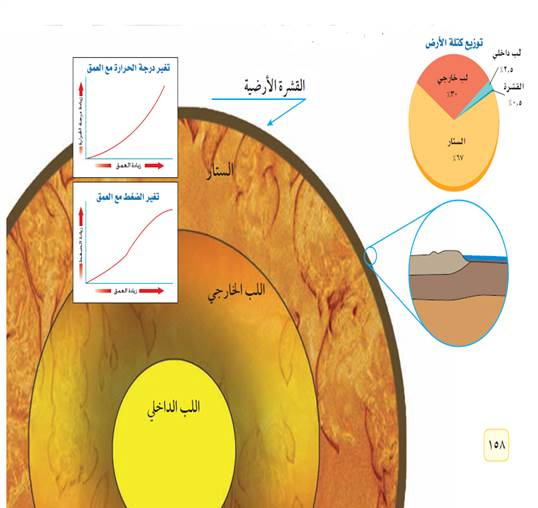 توزيع كتلة الأرض
لب داخلي
٢,٥٪
القشرة
٠,٥٪
لب خارجي
٣٠٪
الستار
٦٧٪
تغير درجة الحرارة مع العمق
زيادة درجة الحرارة
زيادة العمق
تغير الضغط مع العمق
زيادة الضغط
زيادة العمق
القشرة الأرضية
الستار
اللب الخارجي
اللب الداخلي
١٥٨